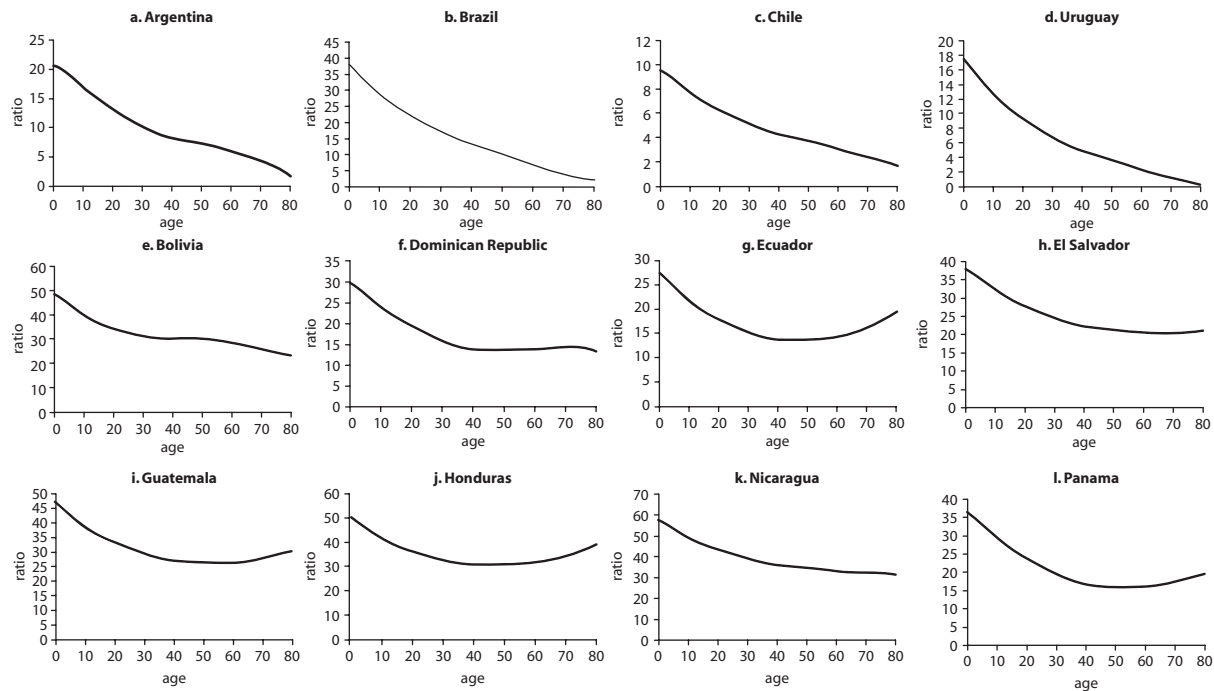 a. Argentina
25
20
15
10
5
0
ratio
0 10 20 30 40 50 60 70 80
age
b. Brazil
45
40
35
30
25
20
15
10
5
0
ratio
0 10 20 30 40 50 60 70 80
age
c. Chile
12
10
8
6
4
2
0
ratio
0 10 20 30 40 50 60 70 80
age
d. Uruguay
20
18
16
14
12
10
8
6
4
2
0
ratio
0 10 20 30 40 50 60 70 80
age
e. Bolivia
60
50
40
30
20
10
0
ratio
0 10 20 30 40 50 60 70 80
age
f. Dominican Republic
35
30
25
20
15
10
5
0
ratio
0 10 20 30 40 50 60 70 80
age
g. Ecuador
30
25
20
15
10
5
0
ratio
0 10 20 30 40 50 60 70 80
age
h. El Salvador
40
35
30
25
20
15
10
5
0
ratio
0 10 20 30 40 50 60 70 80
age
i. Guatemala
50
45
40
35
30
25
20
15
10
5
0
ratio
0 10 20 30 40 50 60 70 80
age
j. Honduras
60
50
40
30
20
10
0
ratio
0 10 20 30 40 50 60 70 80
age
k. Nicaragua
70
60
50
40
30
20
10
0
ratio
0 10 20 30 40 50 60 70 80
age
l. Panama
40
35
30
25
20
15
10
5
0
ratio
0 10 20 30 40 50 60 70 80
age